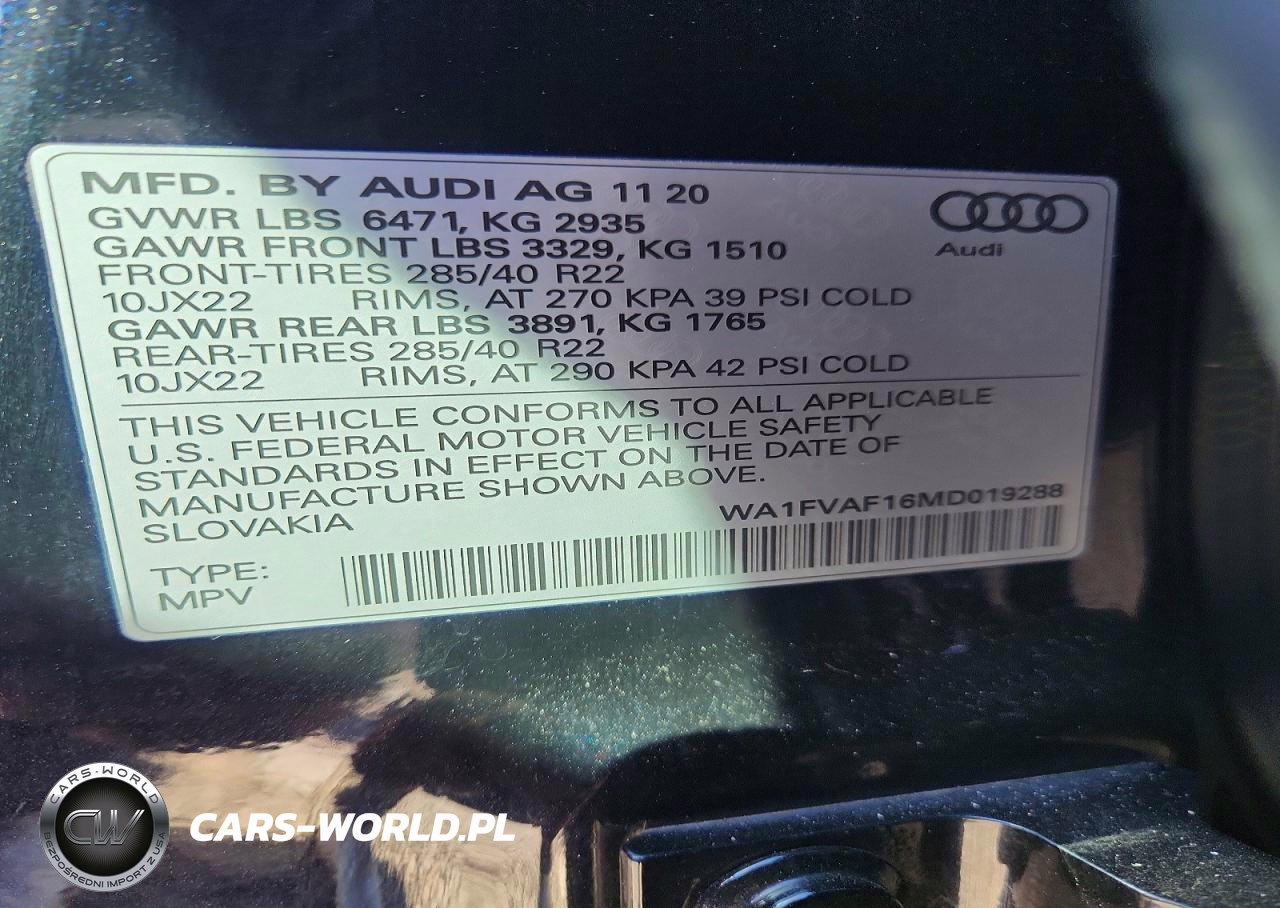 MFD. BY AUDI AG 11 20
GVWR LBS 6471, KG 2935
GAWR FRONT LBS 3329, KG 1510
FRONT-TIRES 285/40 R22
10JX22 RIMS, AT 270 KPA 39 PSI COLD
GAWR REAR LBS 3891, KG 1765
REAR-TIRES 285/40 R22
10JX22 RIMS, AT 290 KPA 42 PSI COLD
Audi
THIS VEHICLE CONFORMS TO ALL APPLICABLE
U.S. FEDERAL MOTOR VEHICLE SAFETY
STANDARDS IN EFFECT ON THE DATE OF
MANUFACTURE SHOWN ABOVE.
SLOVAKIA
WA1FVAF16MD019288
TYPE:
MPV
CARS-WORLD
CW
BEZPOŚREDNI IMPORT Z USA
CARS-WORLD.PL